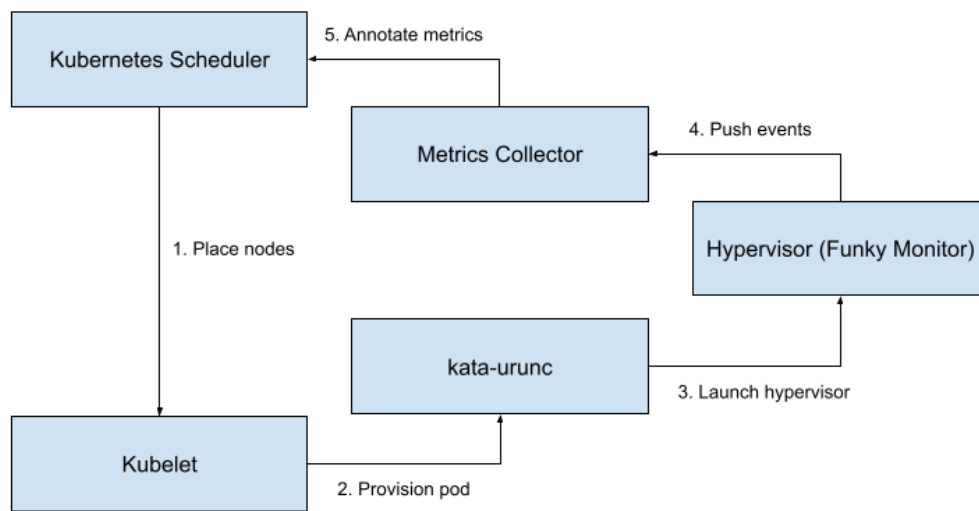 Kubernetes Scheduler
5. Annotate metrics
Metrics Collector
4. Push events
1. Place nodes
Hypervisor (Funky Monitor)
kata-urunc
3. Launch hypervisor
Kubelet
2. Provision pod